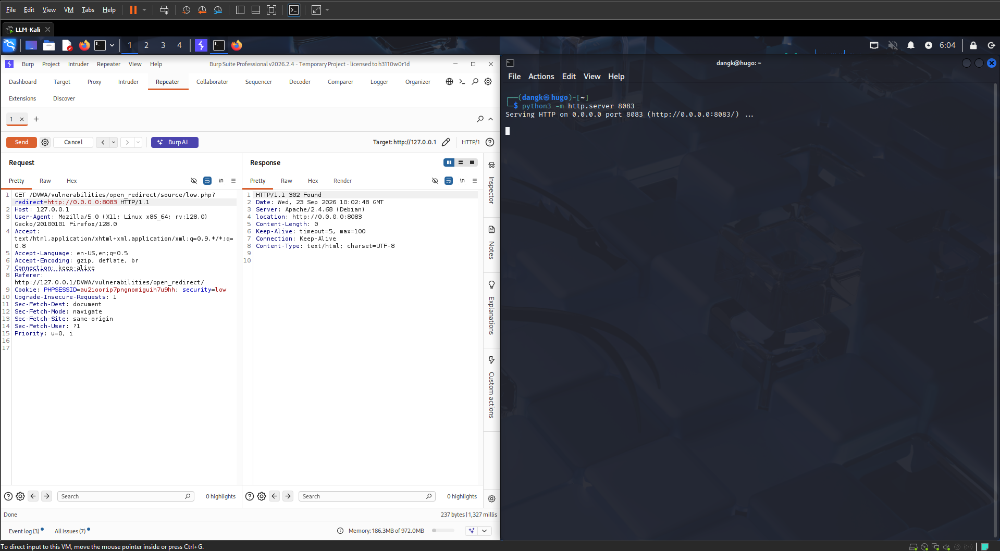 File Edit View VM Tabs Help
LLM-Kali
1 2 3 4
6:04
Burp Project Intruder Repeater View Help
Burp Suite Professional v2026.2.4 - Temporary Project - licensed to h3110w0r1d
Dashboard Target Proxy Intruder Repeater Collaborator Sequencer Decoder Comparer Logger Organizer
Extensions Discover
1
Send Cancel Burp AI
Target: http://127.0.0.1
HTTP/1
Request
Pretty Raw Hex
\n
1 GET /DVWA/vulnerabilities/open_redirect/source/low.php?
redirect=http://0.0.0.0:8083 HTTP/1.1
2 Host: 127.0.0.1
3 User-Agent: Mozilla/5.0 (X11; Linux x86_64; rv:128.0)
Gecko/20100101 Firefox/128.0
4 Accept:
text/html,application/xhtml+xml,application/xml;q=0.9,*/*;q=
0.8
5 Accept-Language: en-US,en;q=0.5
6 Accept-Encoding: gzip, deflate, br
7 Connection: keep-alive
8 Referer:
http://127.0.0.1/DVWA/vulnerabilities/open_redirect/
9 Cookie: PHPSESSID=au2ioorip7pngnomiguih7u9hh; security=low
10 Upgrade-Insecure-Requests: 1
11 Sec-Fetch-Dest: document
12 Sec-Fetch-Mode: navigate
13 Sec-Fetch-Site: same-origin
14 Sec-Fetch-User: ?1
15 Priority: u=0, i
16
17
Search
0 highlights
Response
Pretty Raw Hex Render
\n
1 HTTP/1.1 302 Found
2 Date: Wed, 23 Sep 2026 10:02:48 GMT
3 Server: Apache/2.4.68 (Debian)
4 location: http://0.0.0.0:8083
5 Content-Length: 0
6 Keep-Alive: timeout=5, max=100
7 Connection: Keep-Alive
8 Content-Type: text/html; charset=UTF-8
9
10
Search
0 highlights
Inspector
Notes
Explanations
Custom actions
Done
237 bytes | 1,327 millis
Event log (3) All issues (7)
Memory: 186.3MB of 972.0MB
dangk@hugo: ~
File Actions Edit View Help
┌──(dangk㉿hugo)-[~]
└─$ python3 -m http.server 8083
Serving HTTP on 0.0.0.0 port 8083 (http://0.0.0.0:8083/) ...
To direct input to this VM, move the mouse pointer inside or press Ctrl+G.